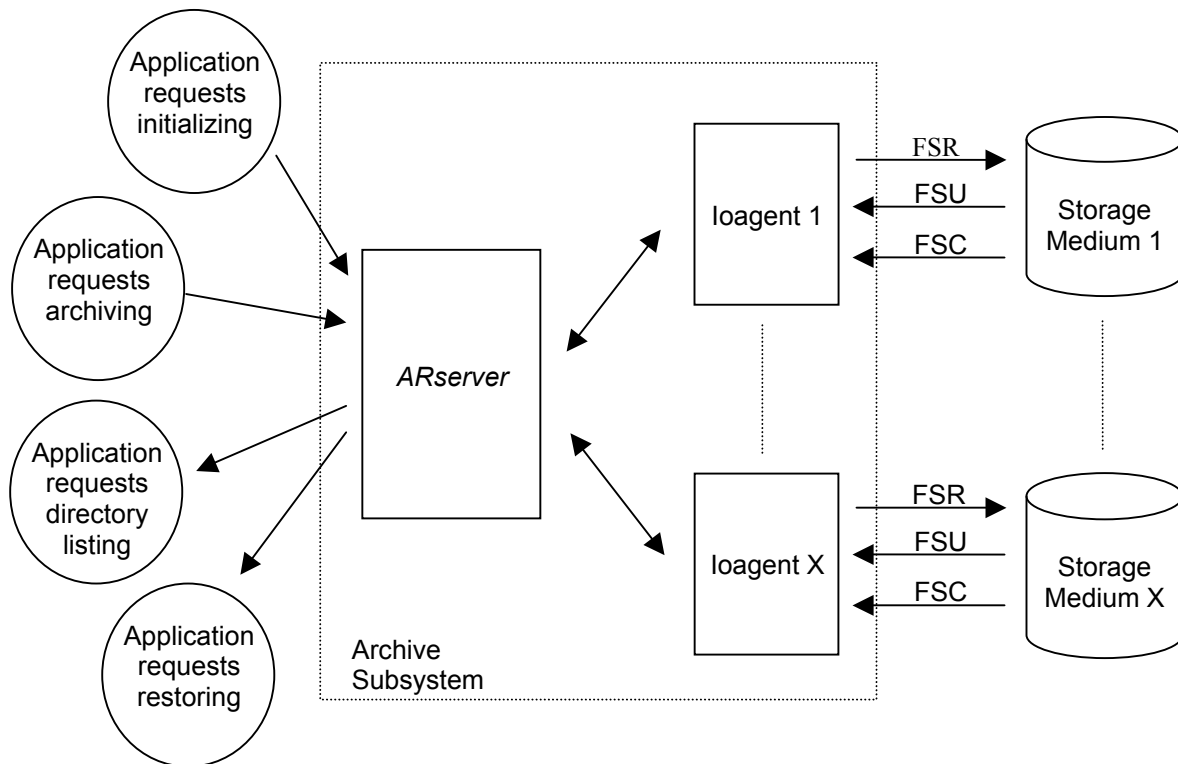 Application
requests
initializing
Application
requests
archiving
Application
requests
directory
listing
Application
requests
restoring
ARserver
Archive
Subsystem
Ioagent 1
Ioagent X
FSR
FSU
FSC
Storage
Medium 1
FSR
FSU
FSC
Storage
Medium X